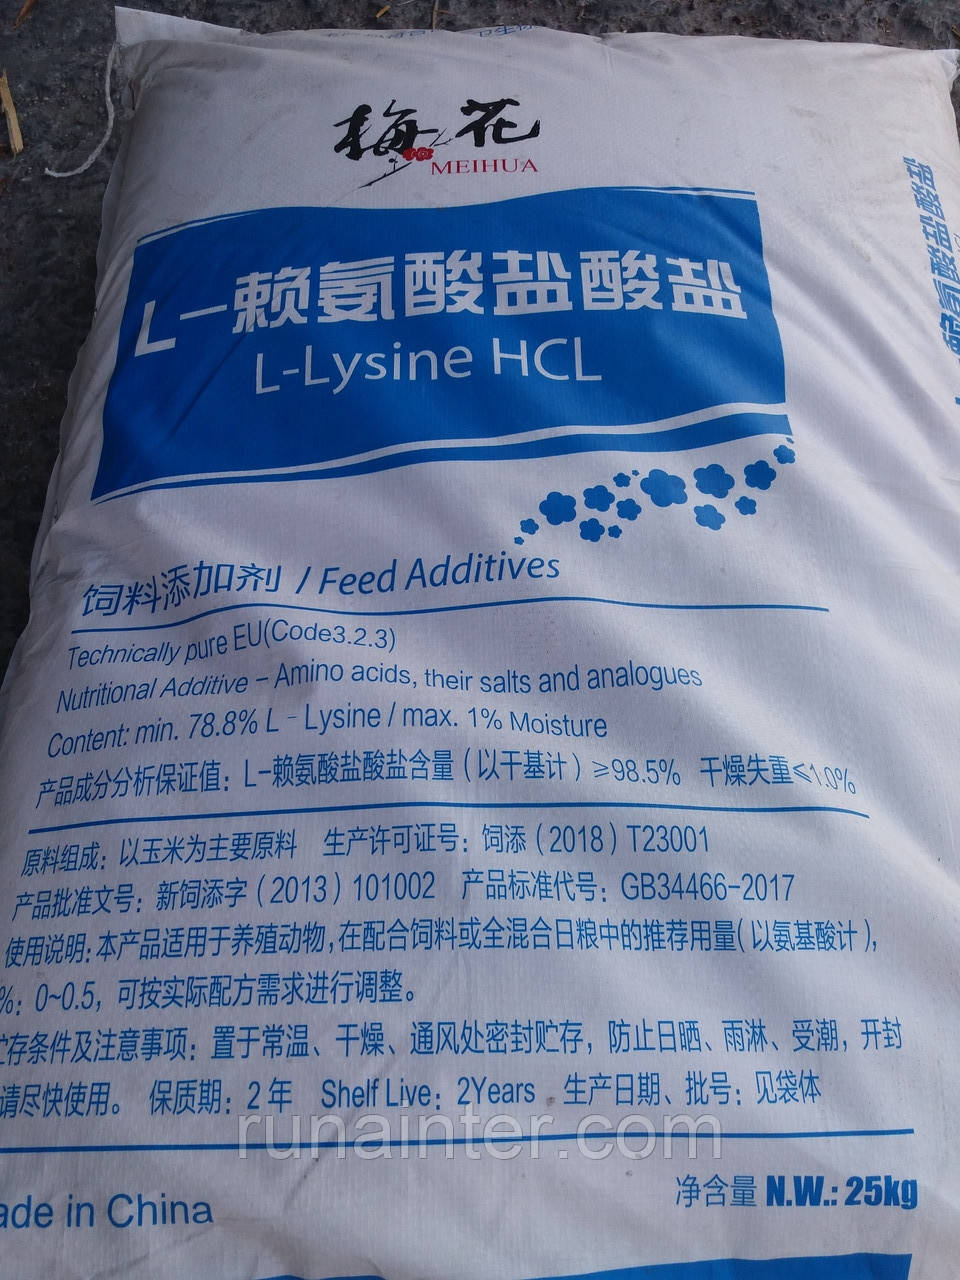 梅花
MEIHUA
L-赖氨酸盐酸盐
L-Lysine HCL
饲料添加剂 / Feed Additives
Technically pure EU(Code3.2.3)
Nutritional Additive – Amino acids, their salts and analogues
Content: min. 78.8% L - Lysine / max. 1% Moisture
产品成分分析保证值：L-赖氨酸盐酸盐含量（以干基计）≥98.5% 干燥失重≤1.0%
原料组成：以玉米为主要原料 生产许可证号：饲添（2018）T23001
产品批准文号：新饲添字（2013）101002 产品标准代号：GB34466-2017
使用说明：本产品适用于养殖动物，在配合饲料或全混合日粮中的推荐用量（以氨基酸计），
%：0~0.5，可按实际配方需求进行调整。
贮存条件及注意事项：置于常温、干燥、通风处密封贮存，防止日晒、雨淋、受潮，开封
请尽快使用。 保质期：2年 Shelf Live：2Years 生产日期、批号：见袋体
runainter.com
ade in China
净含量 N.W.: 25kg